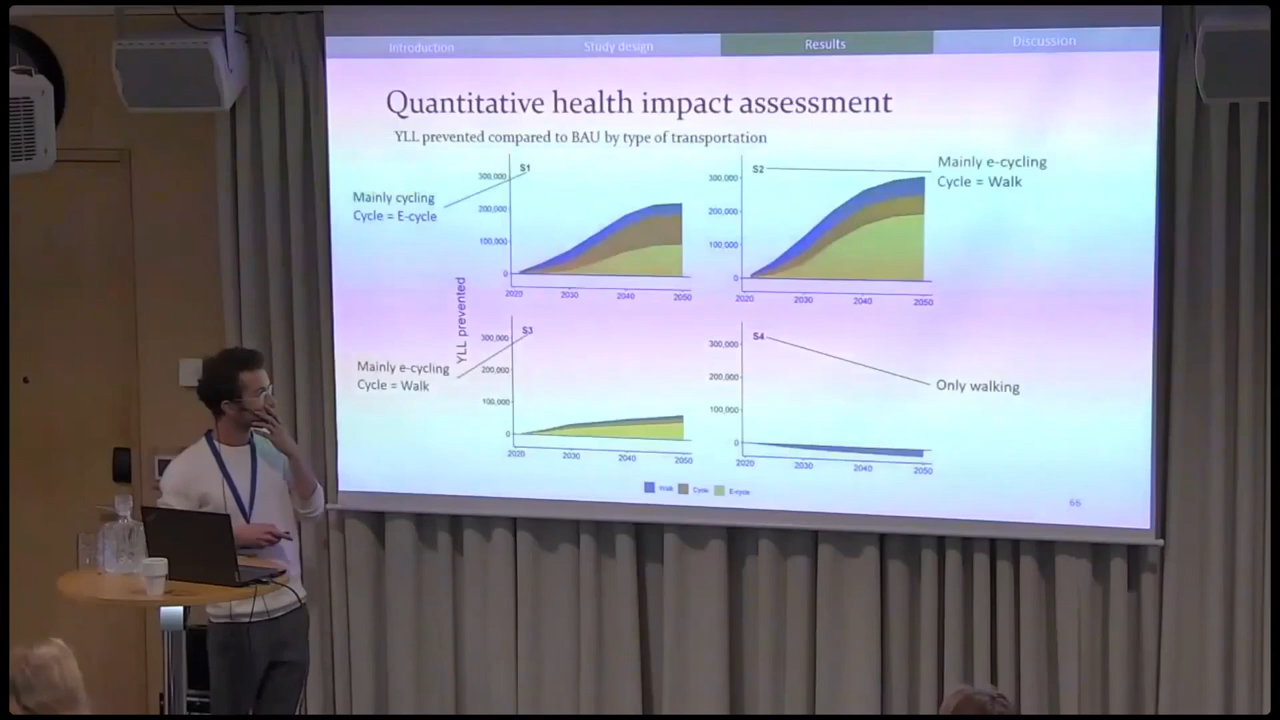 Introduction
Study design
Results
Discussion
Quantitative health impact assessment
YLL prevented compared to BAU by type of transportation
Mainly cycling
Cycle = E-cycle
S1
300,000
200,000
100,000
0
2020
2030
2040
2050
S2
300,000
200,000
100,000
0
2020
2030
2040
2050
Mainly e-cycling
Cycle = Walk
YLL prevented
Mainly e-cycling
Cycle = Walk
S3
300,000
200,000
100,000
0
2020
2030
2040
2050
S4
300,000
200,000
100,000
0
2020
2030
2040
2050
Only walking
Walk
Cycle
E-cycle
66